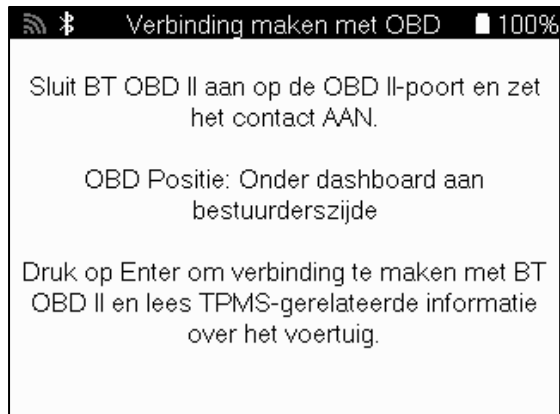 Verbinding maken met OBD 100%
Sluit BT OBD II aan op de OBD II-poort en zet
het contact AAN.
OBD Positie: Onder dashboard aan
bestuurderszijde
Druk op Enter om verbinding te maken met BT
OBD II en lees TPMS-gerelateerde informatie
over het voertuig.